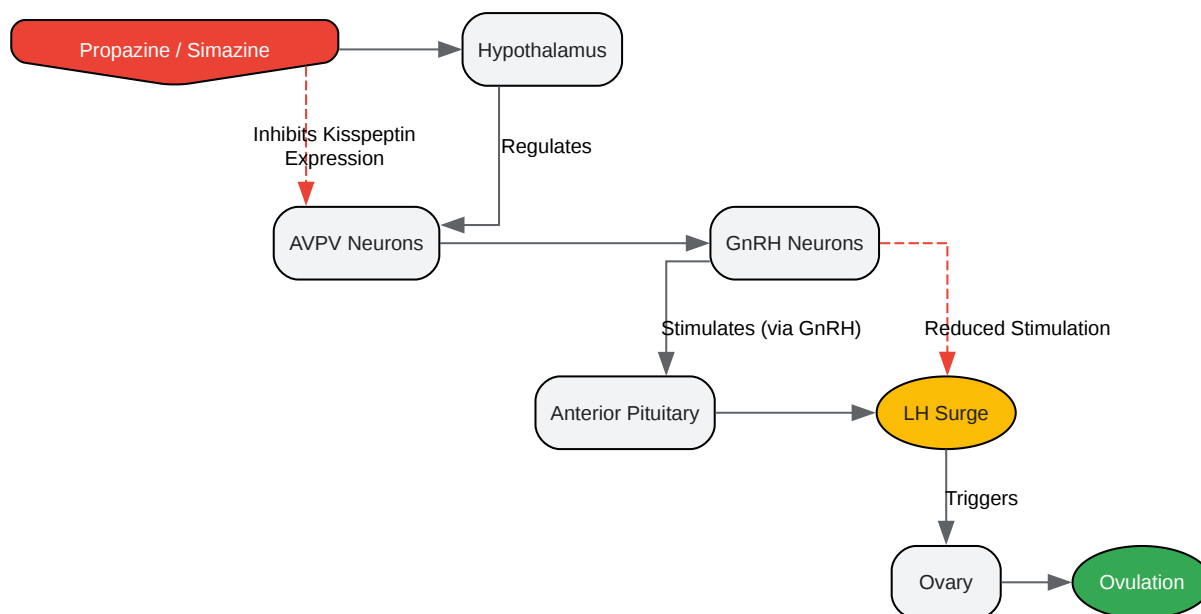 Propazine / Simazine
Hypothalamus
Inhibits Kisspeptin
Expression
Regulates
AVPV Neurons
GnRH Neurons
Stimulates (via GnRH)
Reduced Stimulation
Anterior Pituitary
LH Surge
Triggers
Ovary
Ovulation